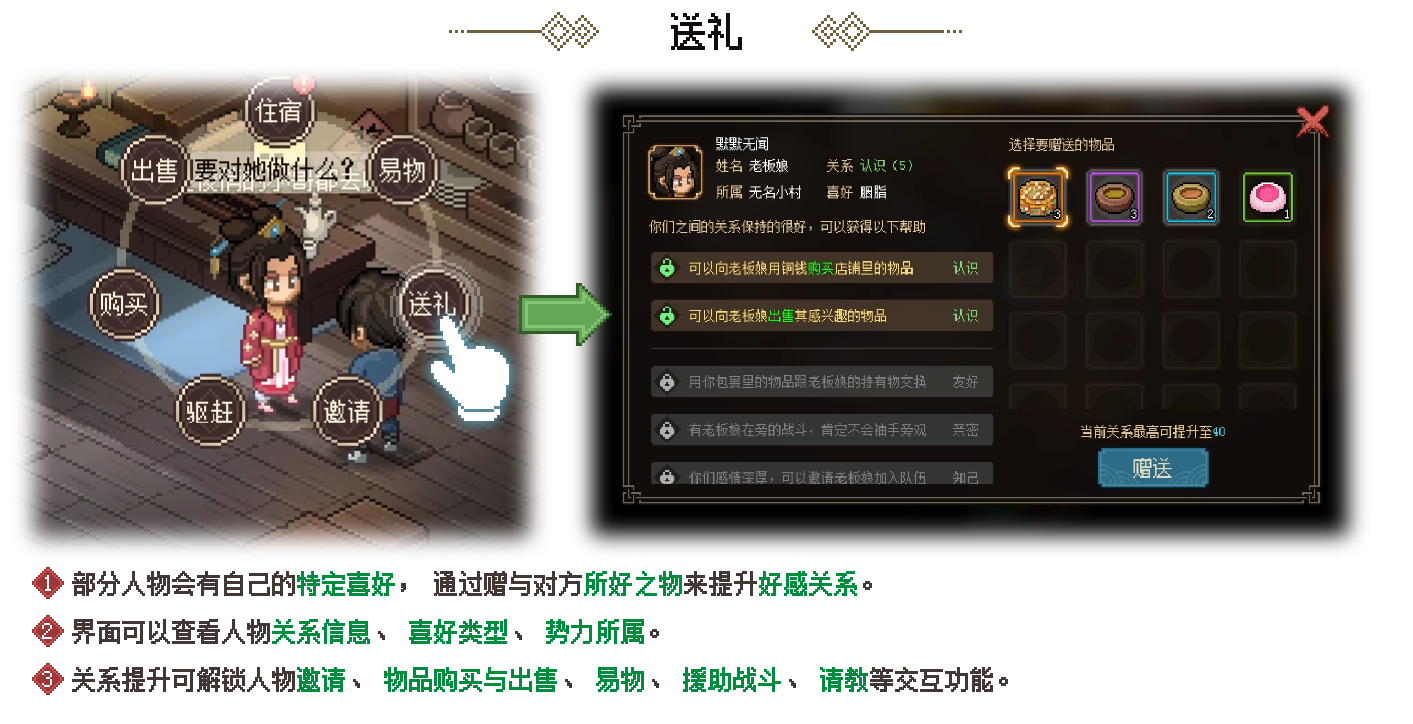 送礼
住宿
出售
要对她做什么?
易物
购买
送礼
驱赶
邀请
默默无闻
姓名 老板娘 关系 认识（5）
所属 无名小村 喜好 胭脂
你们之间的关系保持的很好，可以获得以下帮助
可以向老板娘用铜钱购买店铺里的物品 认识
可以向老板娘出售其感兴趣的物品 认识
用你包裹里的物品跟老板娘的持有物交换 友好
有老板娘在旁的战斗，肯定不会袖手旁观 亲密
你们感情深厚，可以邀请老板娘加入队伍 知己
选择要赠送的物品
3
3
2
1
当前关系最高可提升至40
赠送
1 部分人物会有自己的特定喜好， 通过赠与对方所好之物来提升好感关系。
2 界面可以查看人物关系信息、 喜好类型、 势力所属。
3 关系提升可解锁人物邀请、 物品购买与出售、 易物、 援助战斗、 请教等交互功能。